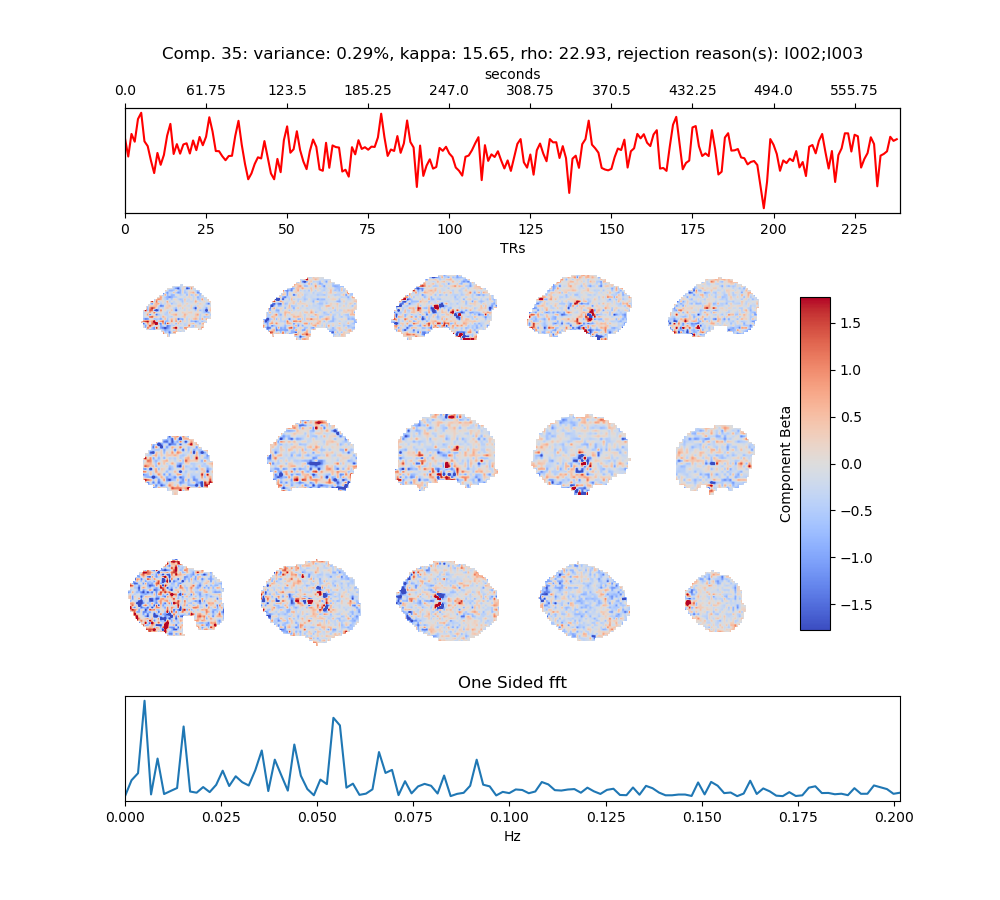 Comp. 35: variance: 0.29%, kappa: 15.65, rho: 22.93, rejection reason(s): I002;I003
seconds
0.0 61.75 123.5 185.25 247.0 308.75 370.5 432.25 494.0 555.75
0 25 50 75 100 125 150 175 200 225
TRs
1.5
1.0
0.5
0.0
−0.5
−1.0
−1.5
Component Beta
One Sided fft
0.000 0.025 0.050 0.075 0.100 0.125 0.150 0.175 0.200
Hz